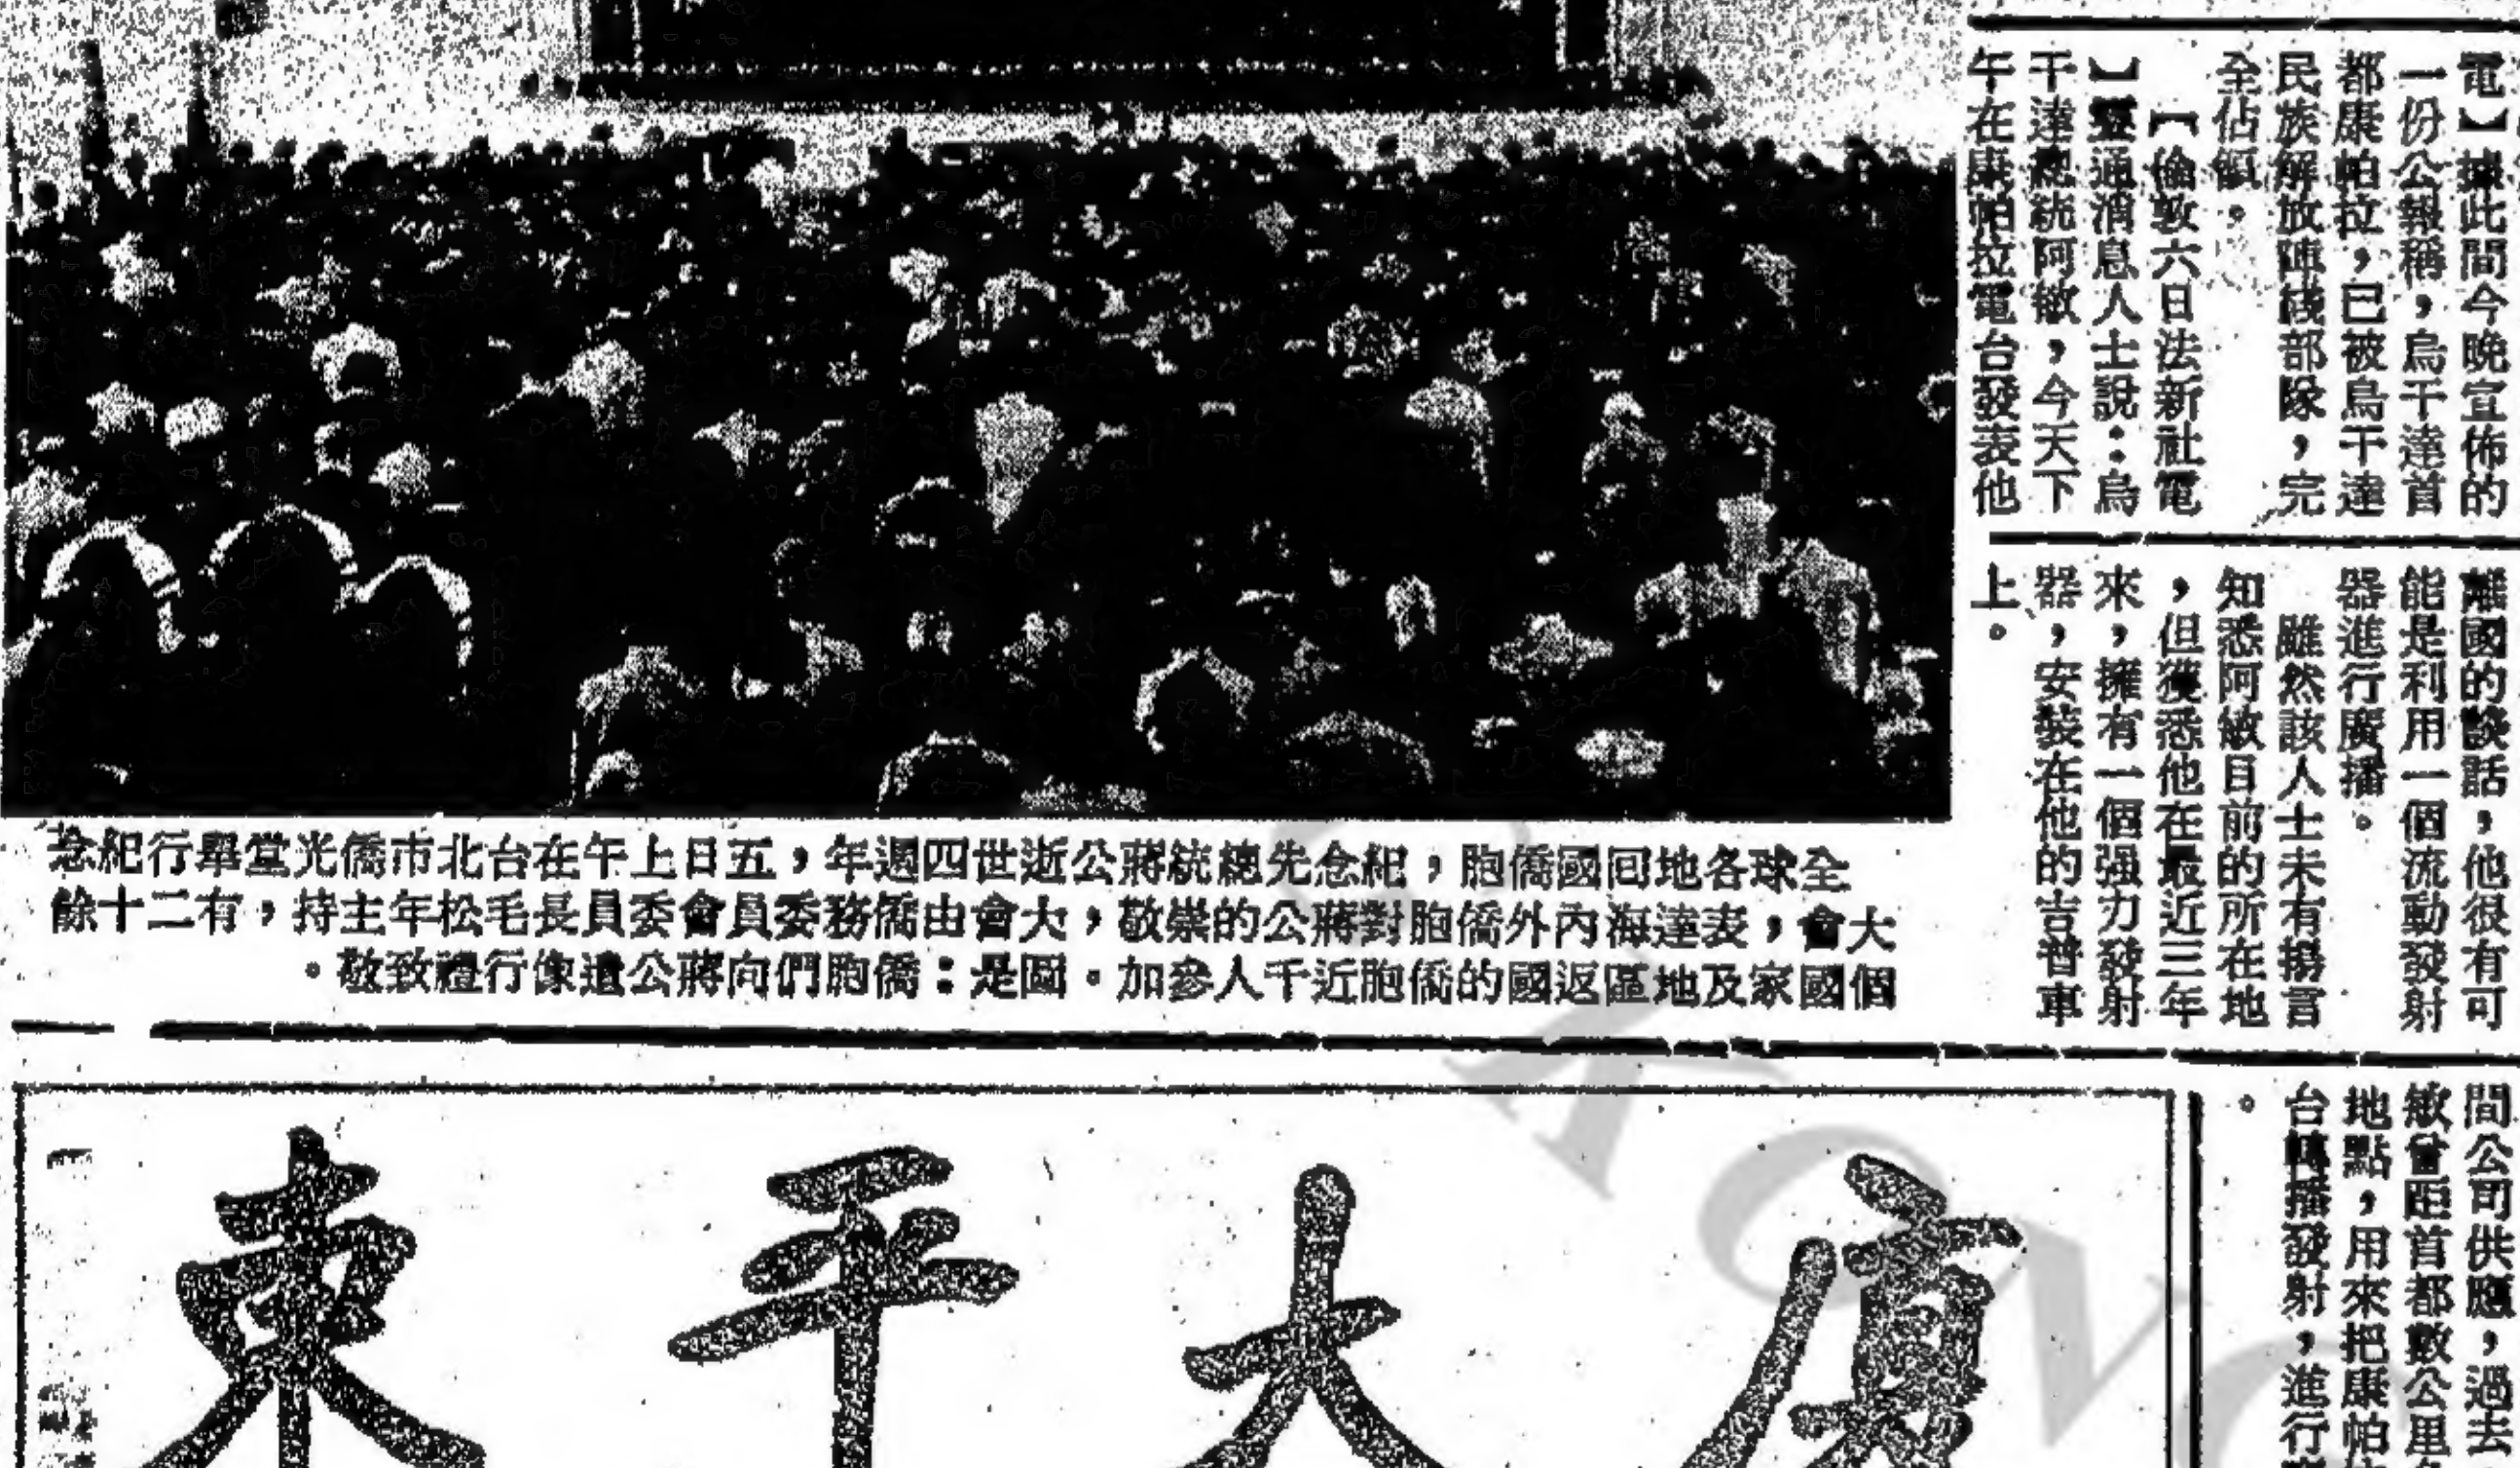 電】據此間今晚宣佈的
一份公報稱，烏干達首
都康帕拉，已被烏干達
民族解放陣綫部隊，完
全佔領。
【倫敦六日法新社電
】靈通消息人士說：烏
干達總統阿敏，今天下
午在康帕拉電台發表他
離國的談話，他很有可
能是利用一個流動發射
器進行廣播。
雖然該人士未有揚言
知悉阿敏目前的所在地
，但獲悉他在最近三年
來，擁有一個强力發射
器，安裝在他的吉普車
上。
全球各地回國僑胞，紀念先總統蔣公逝世四週年，五日上午在台北市僑光堂舉行紀念
大會，表達海內外僑胞對蔣公的崇敬，大會由僑務委員會委員長毛松年主持，有二十餘
個國家及地區返國的僑胞近千人參加。圖是：僑胞們向蔣公遺像行禮致敬。
間公司供應，過去
敏曾距首都數公里
地點，用來把康帕
台轉播發射，進行
。
大平東